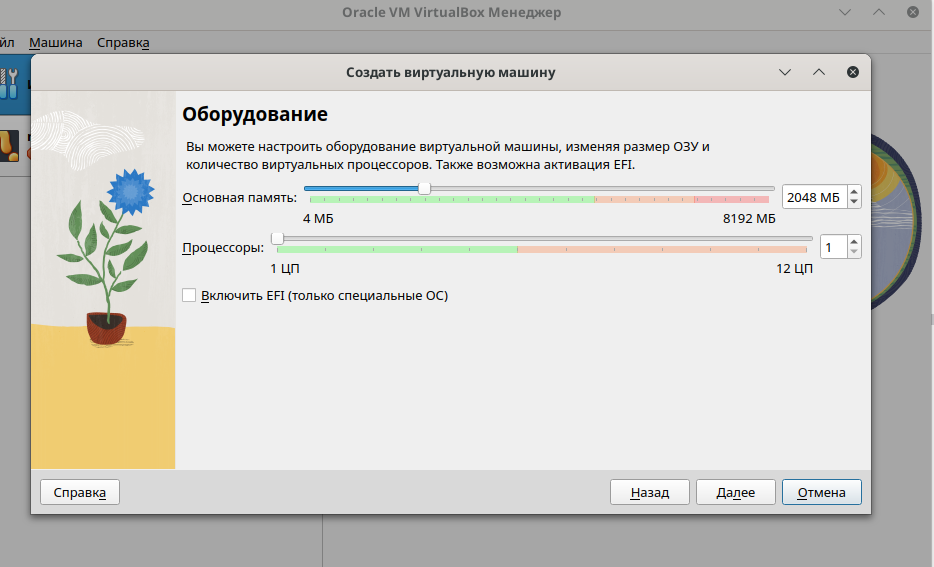 Oracle VM VirtualBox Менеджер
йл Машина Справка
Создать виртуальную машину
Оборудование
Вы можете настроить оборудование виртуальной машины, изменяя размер ОЗУ и
количество виртуальных процессоров. Также возможна активация EFI.
Основная память: 2048 МБ
4 МБ 8192 МБ
Процессоры: 1
1 ЦП 12 ЦП
Включить EFI (только специальные ОС)
Справка Назад Далее Отмена